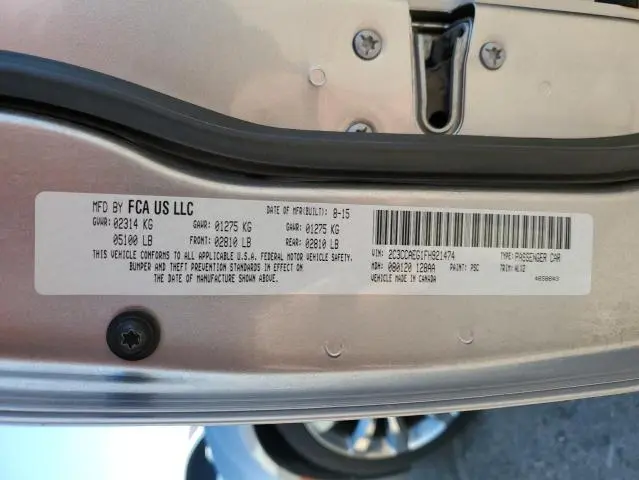 MFD BY FCA US LLC DATE OF MFR(BUILT): 8-15
GVWR: 02314 KG GAWR: 01275 KG GAWR: 01275 KG
05100 LB FRONT: 02810 LB REAR: 02810 LB
THIS VEHICLE CONFORMS TO ALL APPLICABLE U.S.A. FEDERAL MOTOR VEHICLE SAFETY,
BUMPER AND THEFT PREVENTION STANDARDS IN EFFECT ON
THE DATE OF MANUFACTURE SHOWN ABOVE.
VIN: 2C3CCAEG1FH921474 TYPE: PASSENGER CAR
MDH: 080120 128AA PAINT: PSC TRIM: ALX2
VEHICLE MADE IN CANADA